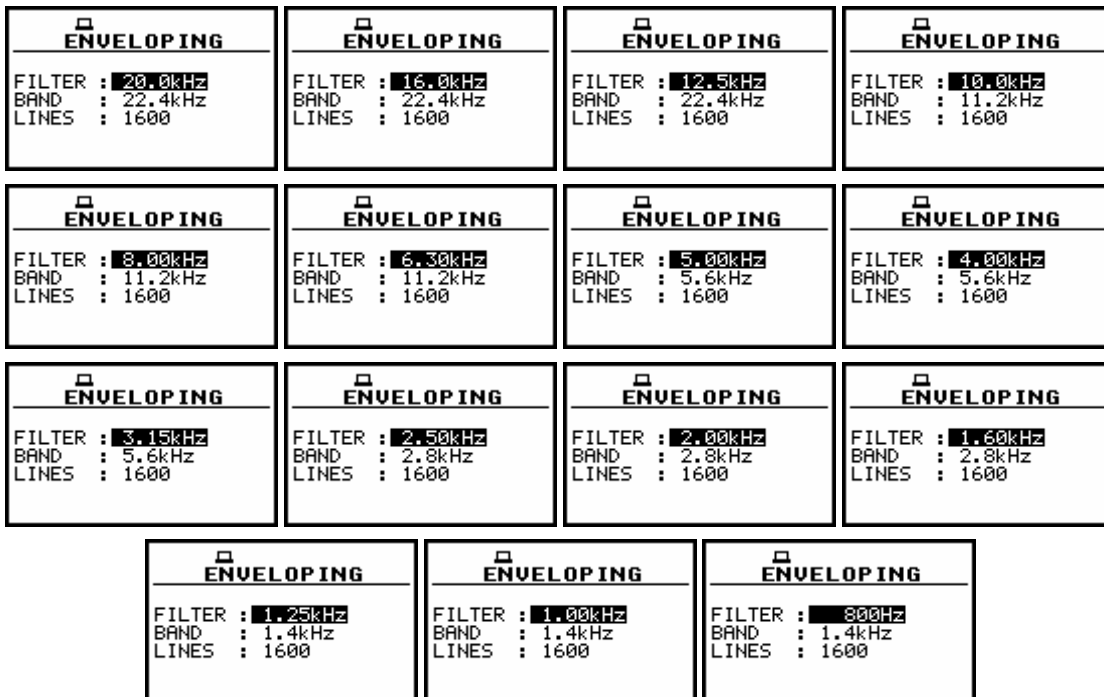 ENVELOPING
FILTER : 20.0kHz
BAND : 22.4kHz
LINES : 1600
ENVELOPING
FILTER : 16.0kHz
BAND : 22.4kHz
LINES : 1600
ENVELOPING
FILTER : 12.5kHz
BAND : 22.4kHz
LINES : 1600
ENVELOPING
FILTER : 10.0kHz
BAND : 11.2kHz
LINES : 1600
ENVELOPING
FILTER : 8.00kHz
BAND : 11.2kHz
LINES : 1600
ENVELOPING
FILTER : 6.30kHz
BAND : 11.2kHz
LINES : 1600
ENVELOPING
FILTER : 5.00kHz
BAND : 5.6kHz
LINES : 1600
ENVELOPING
FILTER : 4.00kHz
BAND : 5.6kHz
LINES : 1600
ENVELOPING
FILTER : 3.15kHz
BAND : 5.6kHz
LINES : 1600
ENVELOPING
FILTER : 2.50kHz
BAND : 2.8kHz
LINES : 1600
ENVELOPING
FILTER : 2.00kHz
BAND : 2.8kHz
LINES : 1600
ENVELOPING
FILTER : 1.60kHz
BAND : 2.8kHz
LINES : 1600
ENVELOPING
FILTER : 1.25kHz
BAND : 1.4kHz
LINES : 1600
ENVELOPING
FILTER : 1.00kHz
BAND : 1.4kHz
LINES : 1600
ENVELOPING
FILTER : 800Hz
BAND : 1.4kHz
LINES : 1600